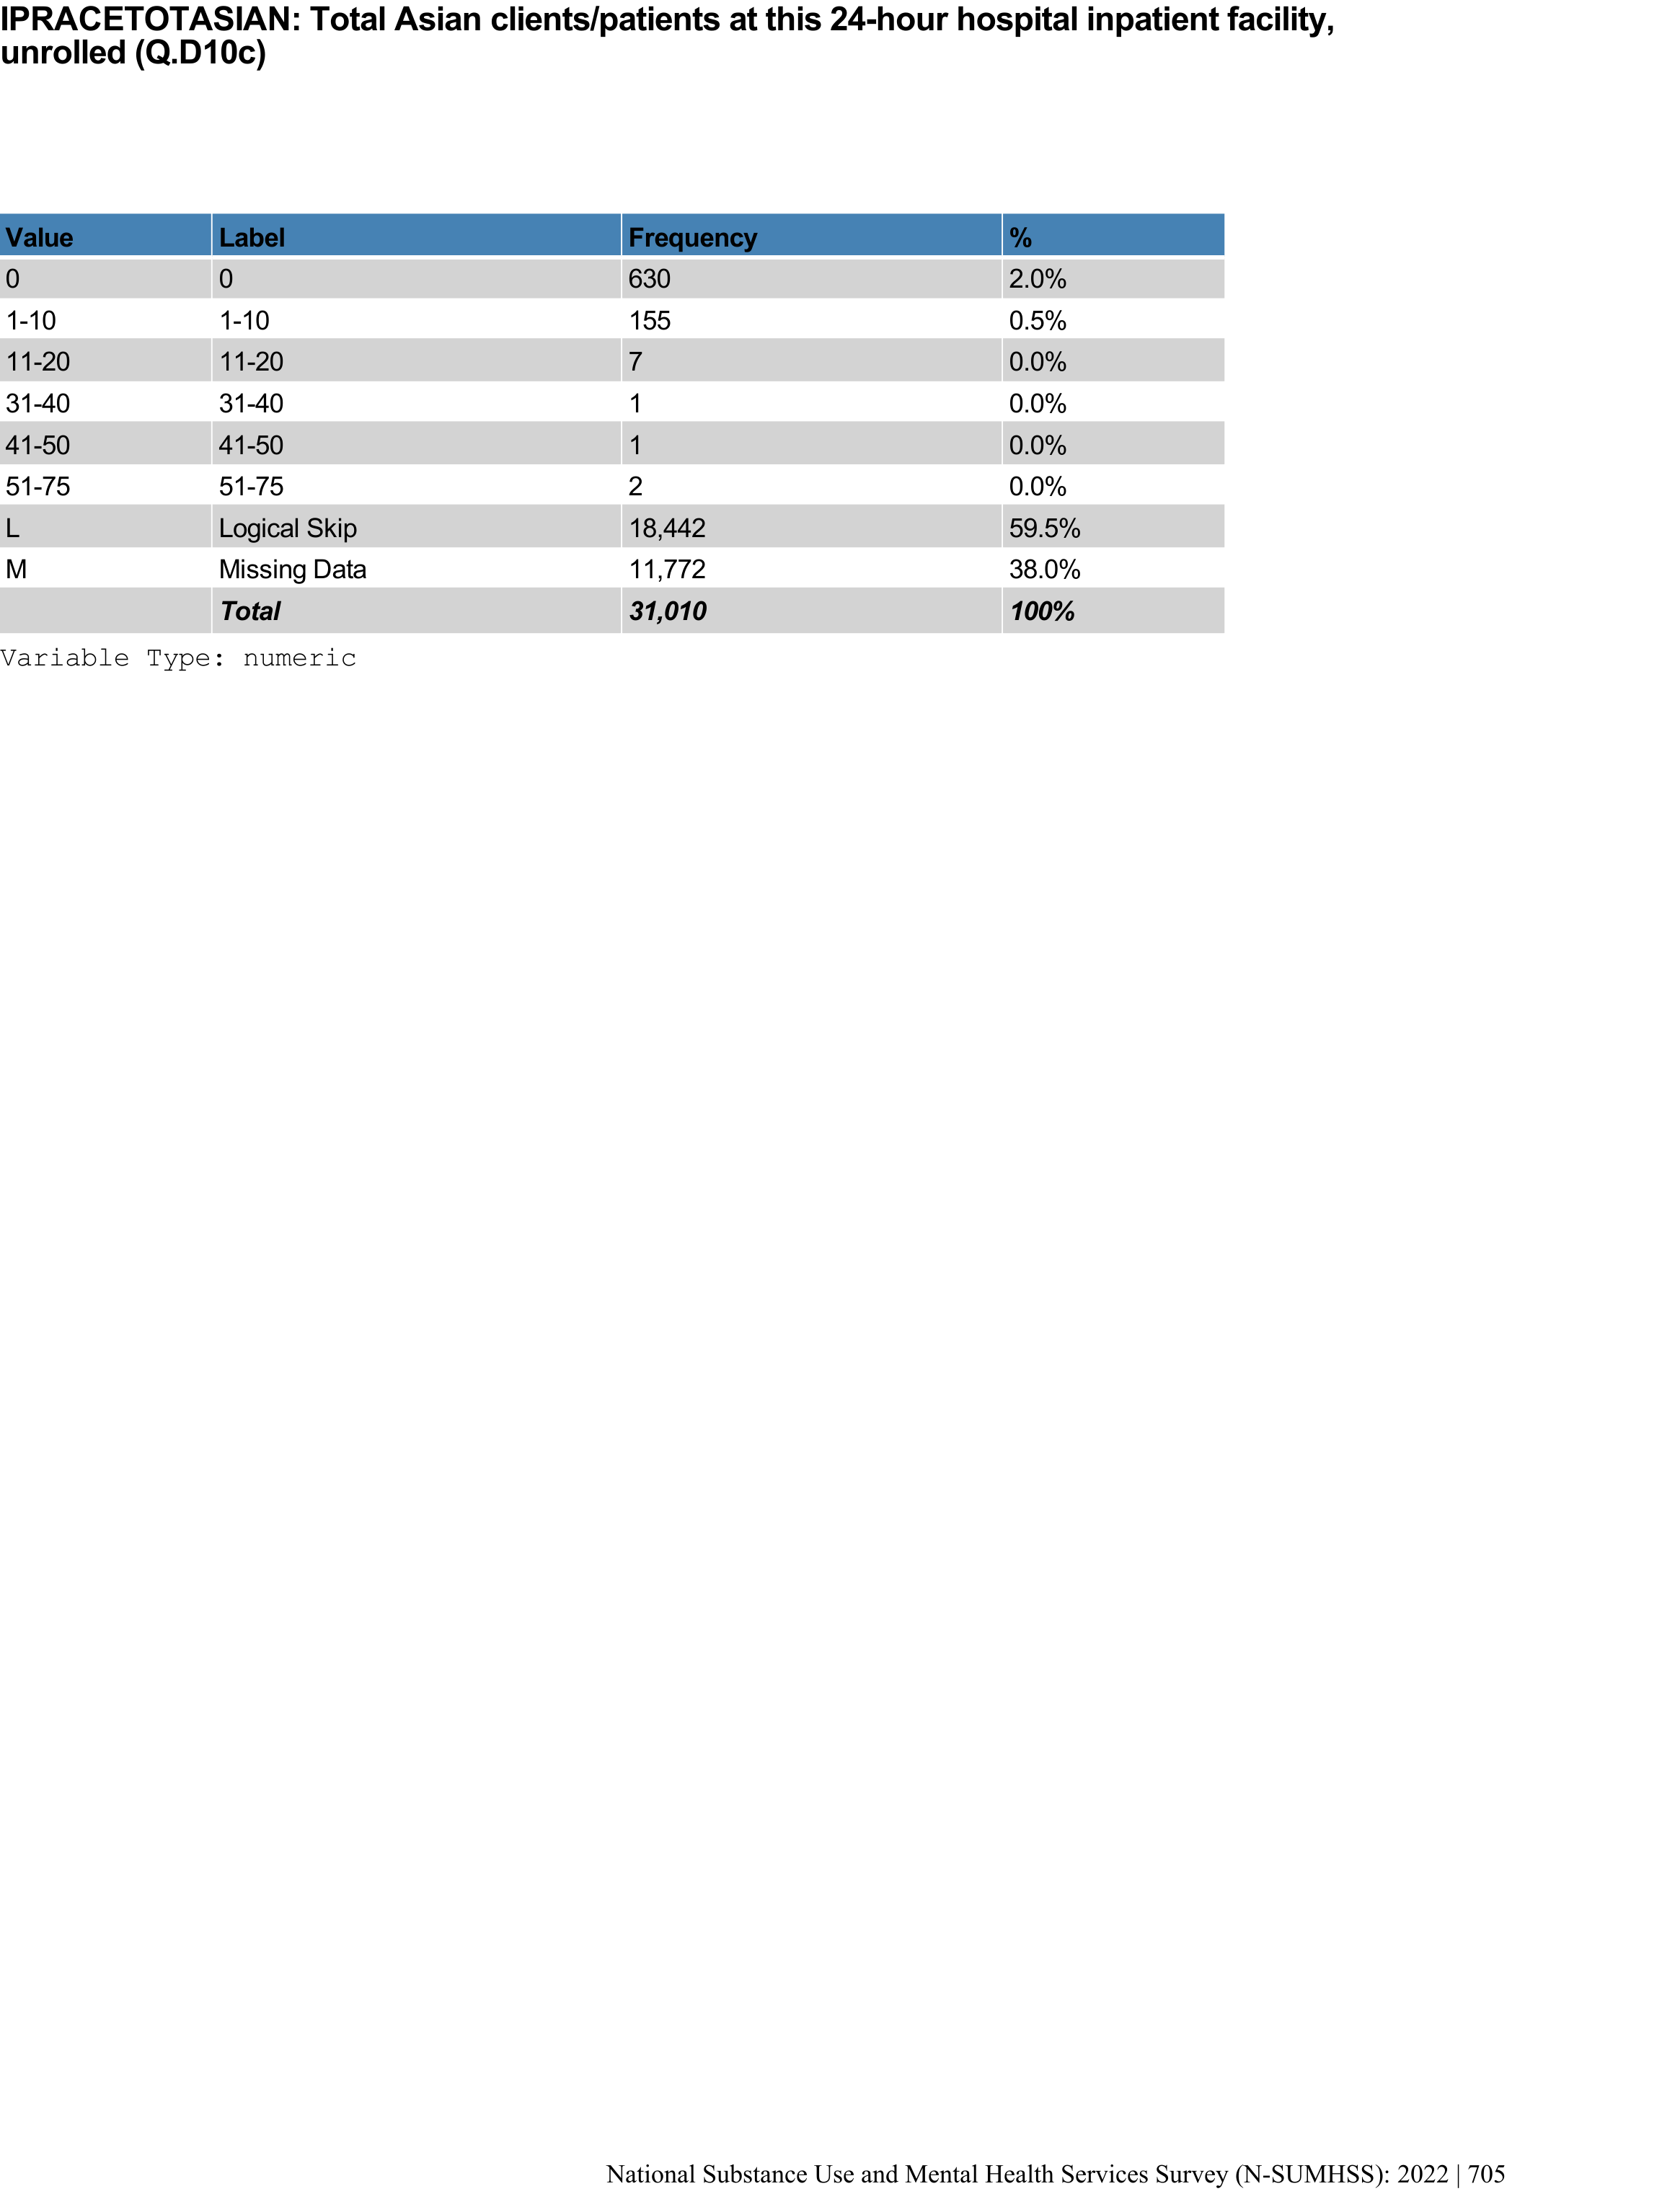 IPRACETOTASIAN: Total Asian clients/patients at this 24-hour hospital inpatient facility,
unrolled (Q.D10c)
Value Label Frequency %
0 0 630 2.0%
1-10 1-10 155 0.5%
11-20 11-20 7 0.0%
31-40 31-40 1 0.0%
41-50 41-50 1 0.0%
51-75 51-75 2 0.0%
L Logical Skip 18,442 59.5%
M Missing Data 11,772 38.0%
Total 31,010 100%
Variable Type: numeric
National Substance Use and Mental Health Services Survey (N-SUMHSS): 2022 | 705